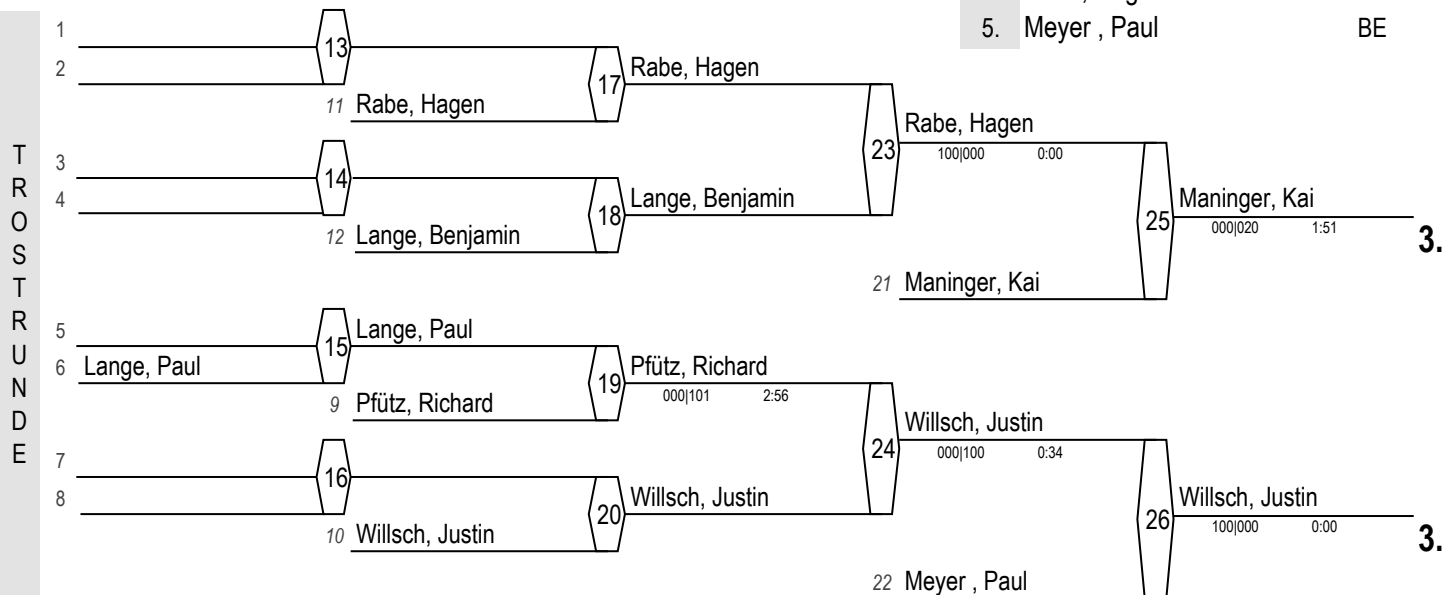 5. Meyer , Paul BE
TROSTRUNDE
1
2
13
11 Rabe, Hagen
17
Rabe, Hagen
3
4
14
12 Lange, Benjamin
18
Lange, Benjamin
23
Rabe, Hagen
100|000 0:00
21 Maninger, Kai
25
Maninger, Kai
000|020 1:51
3.
5
6 Lange, Paul
15
Lange, Paul
9 Pfütz, Richard
19
Pfütz, Richard
000|101 2:56
7
8
16
10 Willsch, Justin
20
Willsch, Justin
24
Willsch, Justin
000|100 0:34
22 Meyer , Paul
26
Willsch, Justin
100|000 0:00
3.